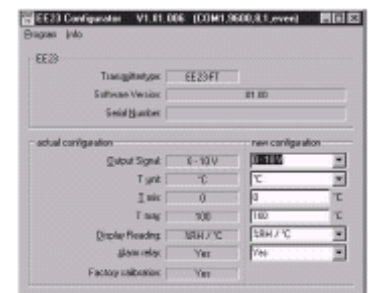 EE23 Configurator V1.01.006 (COM1,9600,8,1,even)
Program Info
EE23
Transmittertype: EE23-FT
Software Version: 01.00
Serial Number:
actual configuration new configuration
Output Signal: 0 - 10 V 0 - 10 V
T unit: °C °C
T min: 0 0 °C
T max: 100 100 °C
Display Reading: %RH / °C %RH / °C
Alarm relay: Yes Yes
Factory calibration: Yes